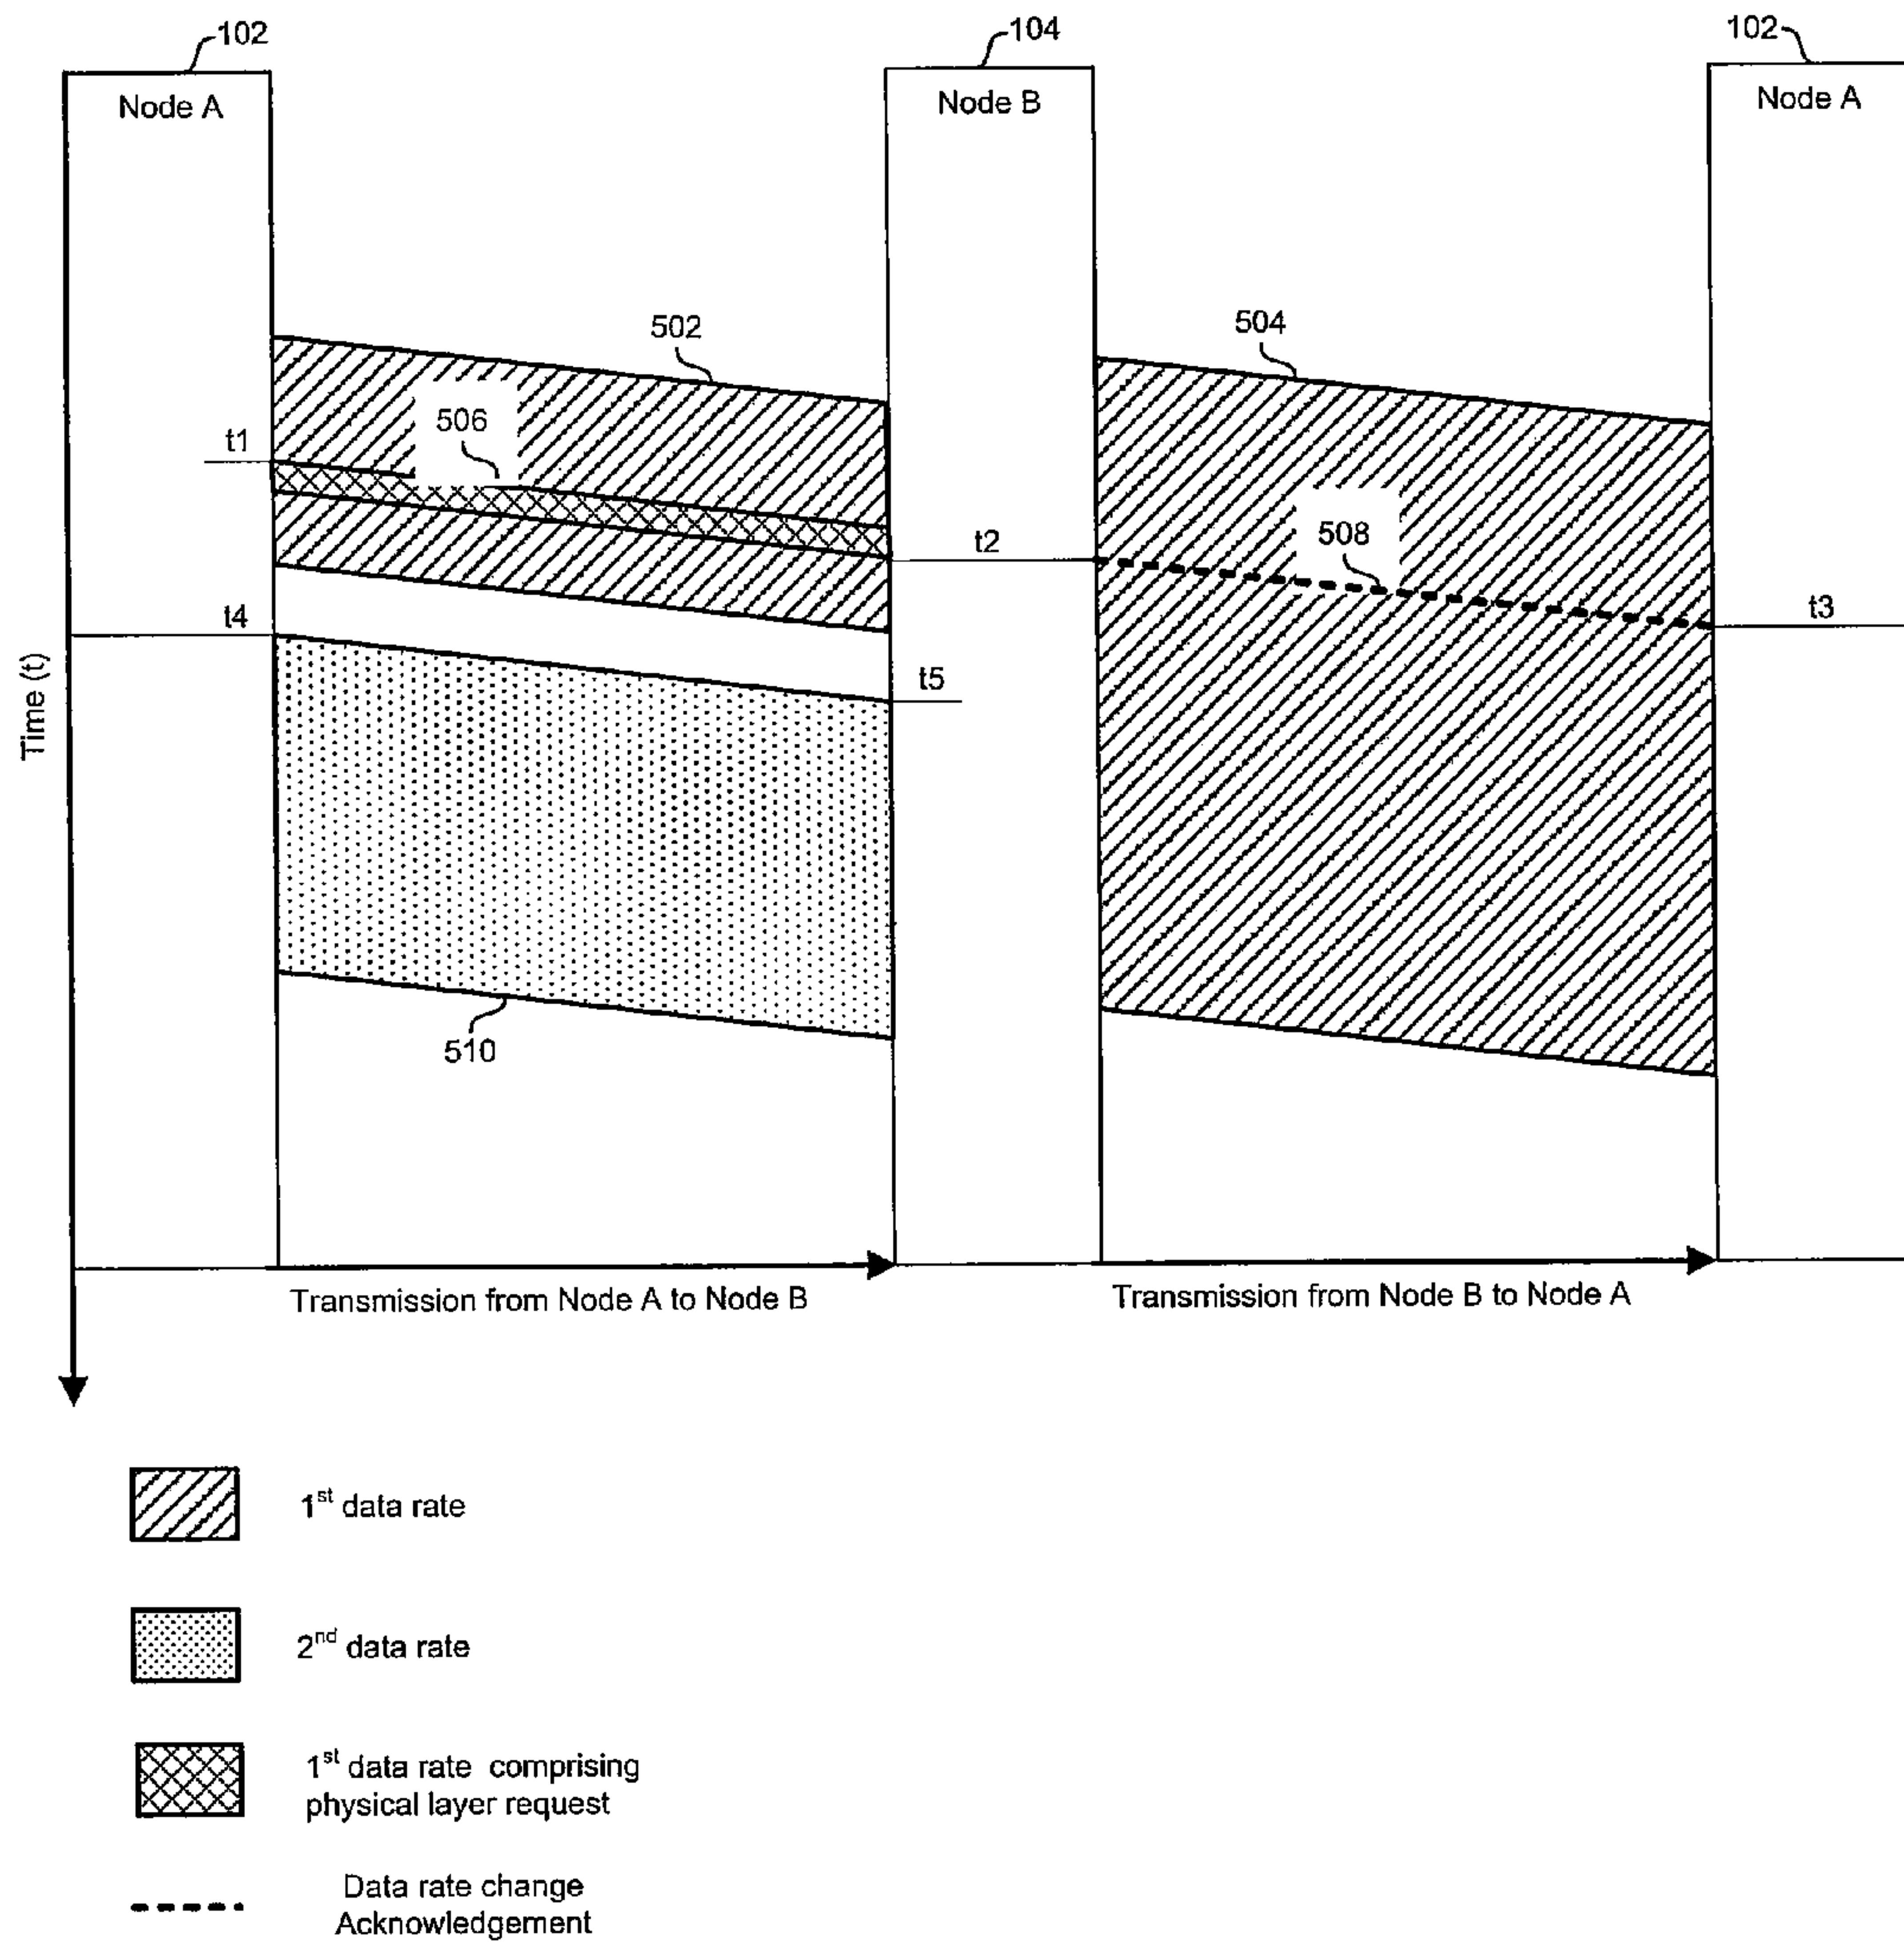 102
104
102
Node A
Node B
Node A
502
504
506
t1
508
t2
t3
t4
t5
Time (t)
510
Transmission from Node A to Node B
Transmission from Node B to Node A
1st data rate
2nd data rate
1st data rate comprising
physical layer request
Data rate change
Acknowledgement